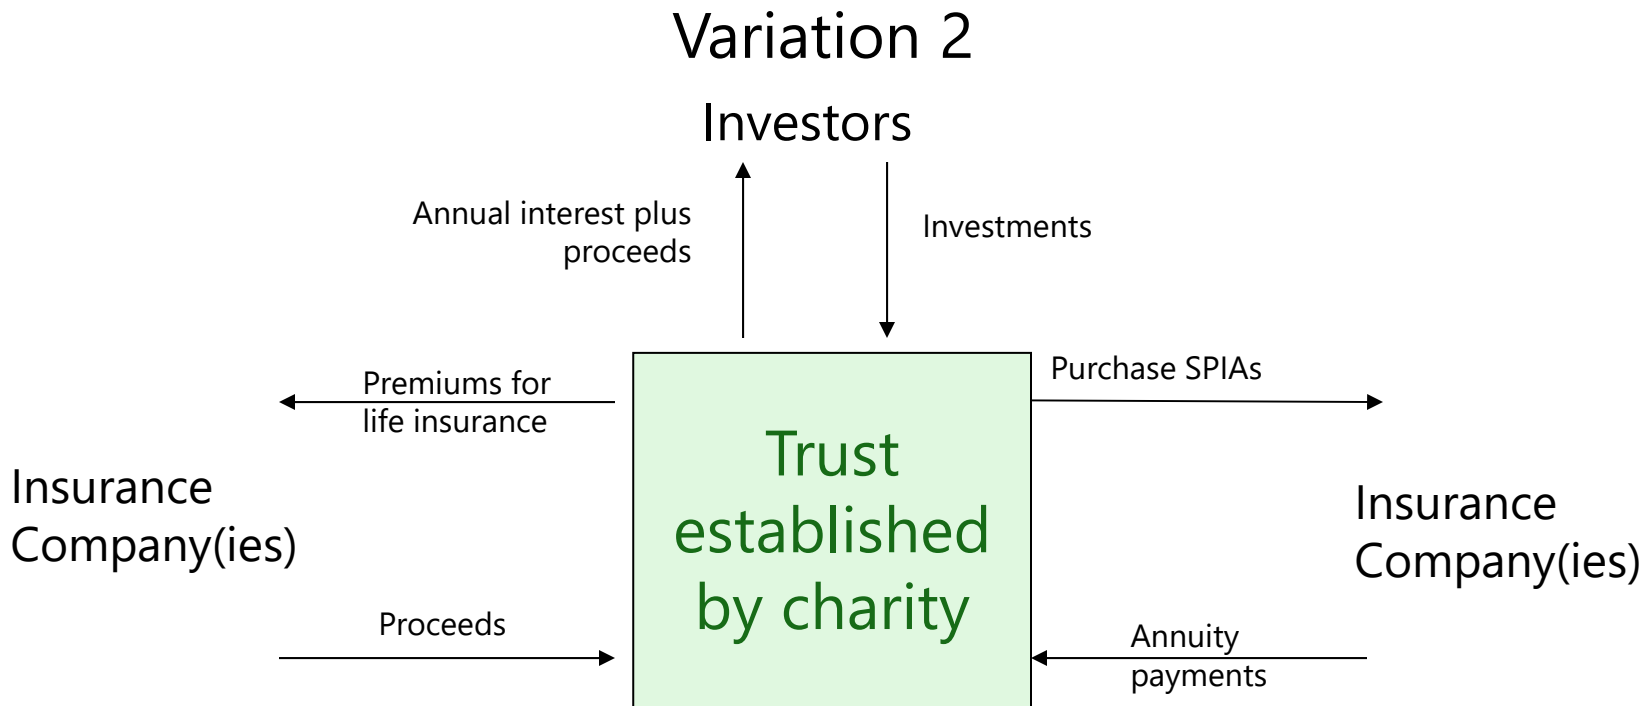 Variation 2
Investors
Annual interest plus
proceeds
Investments
Premiums for
life insurance
Purchase SPIAs
Trust
established
by charity
Insurance
Company(ies)
Insurance
Company(ies)
Proceeds
Annuity
payments